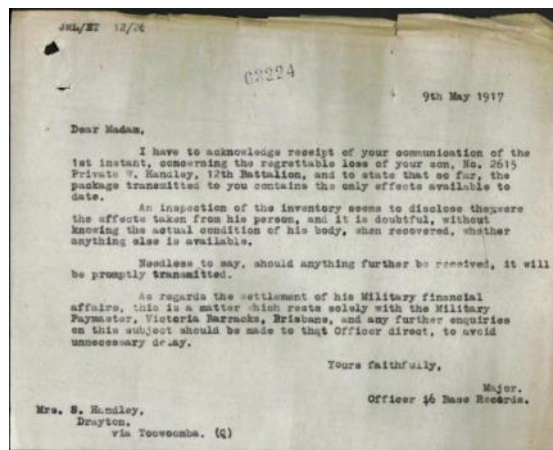 JRL/ET 12/26
63224
9th May 1917
Dear Madam,
I have to acknowledge receipt of your communication of the
1st instant, concerning the regrettable loss of your son, No. 2615
Private W. Handley, 12th Battalion, and to state that so far, the
package transmitted to you contains the only effects available to
date.
An inspection of the inventory seems to disclose they were
the effects taken from his person, and it is doubtful, without
knowing the actual condition of his body, when recovered, whether
anything else is available.
Needless to say, should anything further be received, it will
be promptly transmitted.
As regards the settlement of his Military financial
affairs, this is a matter which rests solely with the Military
Paymaster, Victoria Barracks, Brisbane, and any further enquiries
on this subject should be made to that Officer direct, to avoid
unnecessary delay.
Yours faithfully,
Major.
Officer Base Records.
Mrs. S. Handley,
Drayton,
via Toowoomba. (Q)